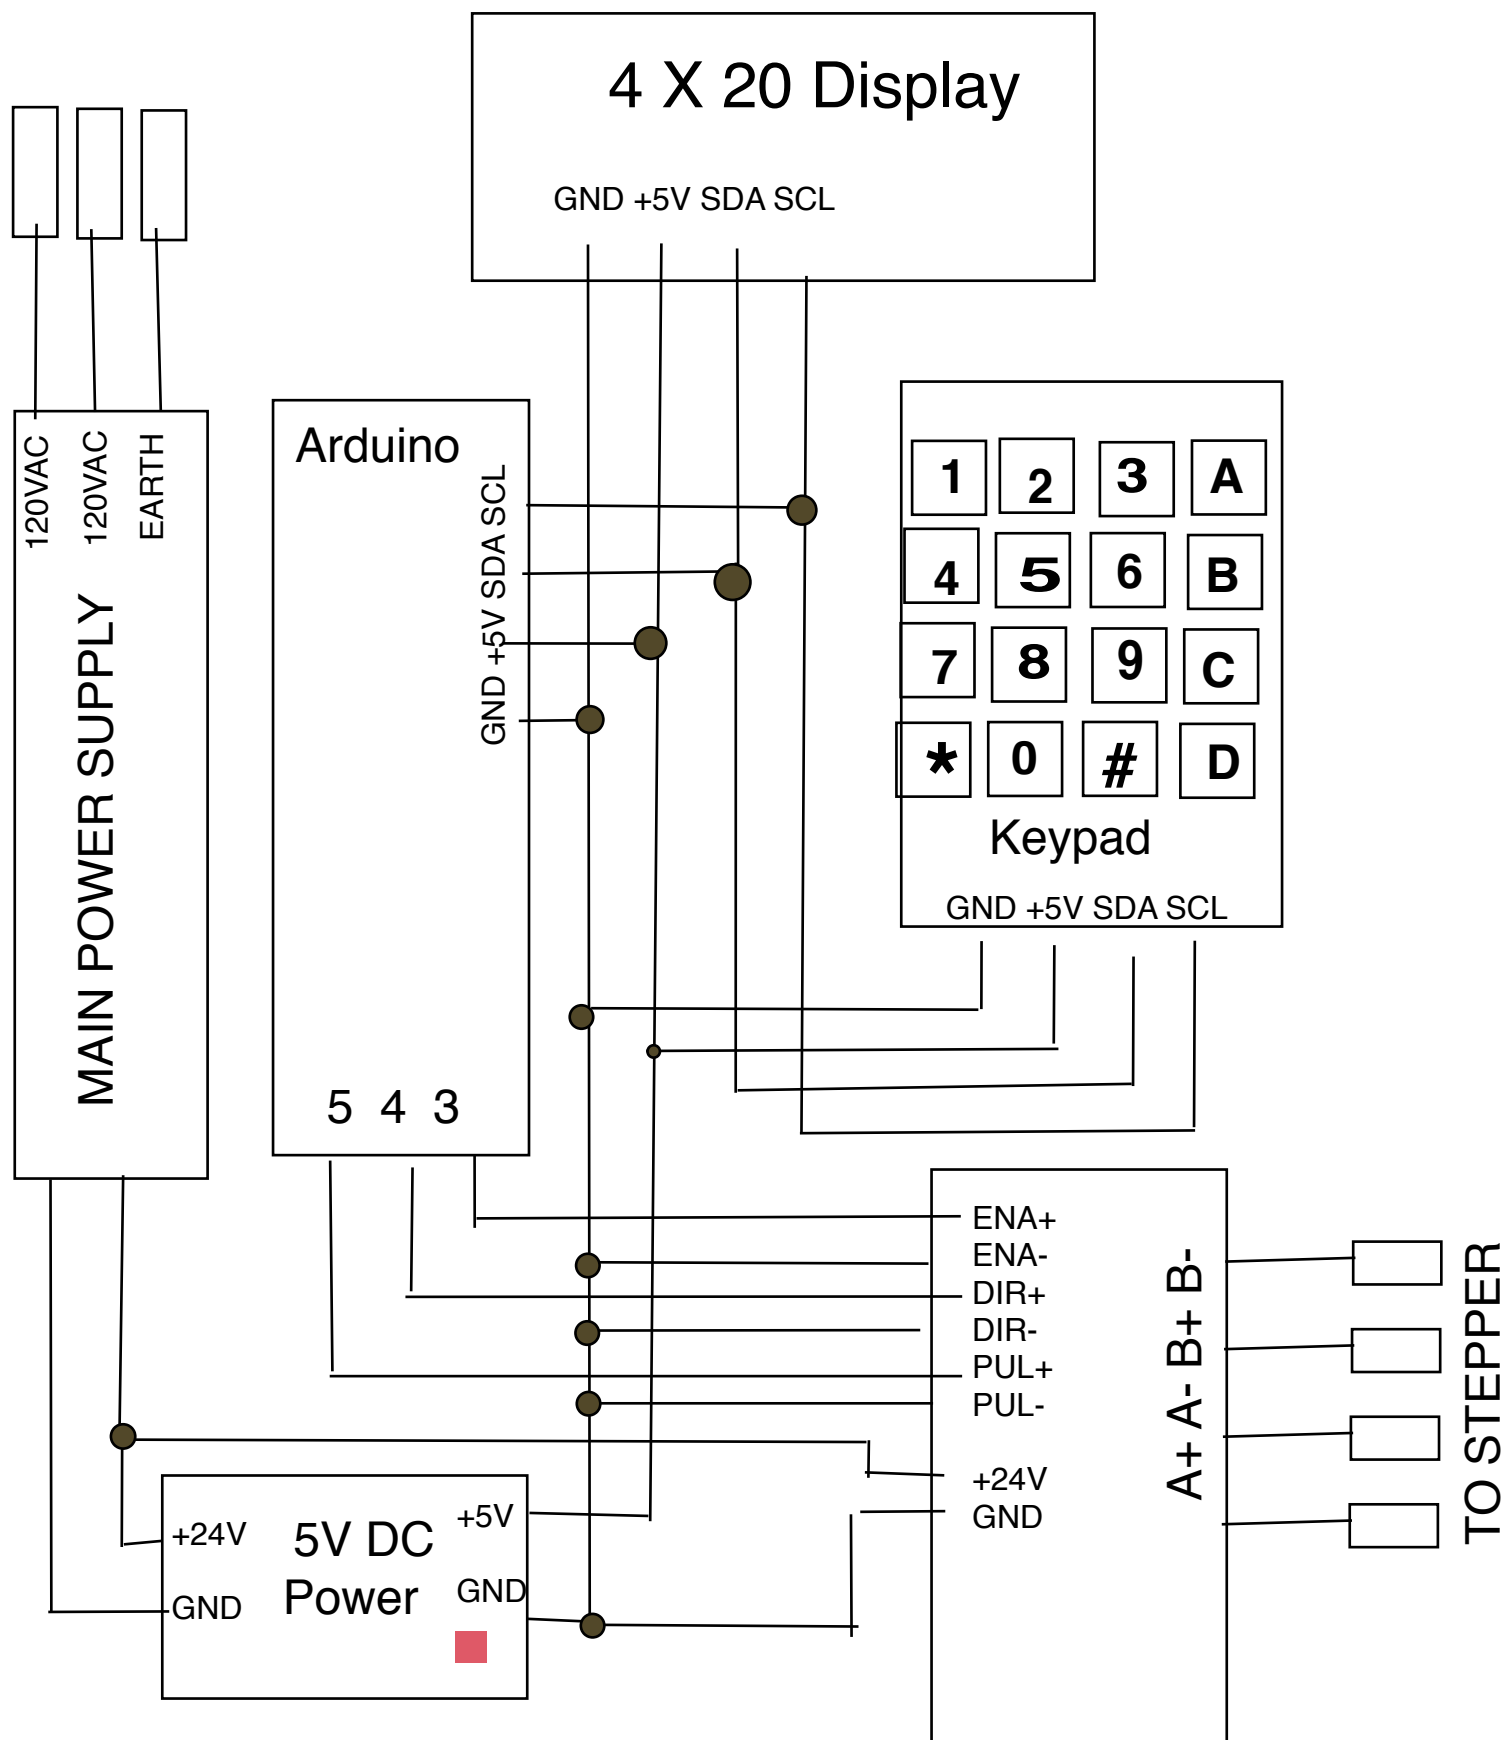 4 X 20 Display
GND +5V SDA SCL
120VAC
120VAC
EARTH
MAIN POWER SUPPLY
Arduino
GND +5V SDA SCL
5 4 3
1 2 3 A
4 5 6 B
7 8 9 C
* 0 # D
Keypad
GND +5V SDA SCL
ENA+
ENA-
DIR+
DIR-
PUL+
PUL-
+24V
GND
A+ A- B+ B-
TO STEPPER
+24V
GND
5V DC
Power
+5V
GND